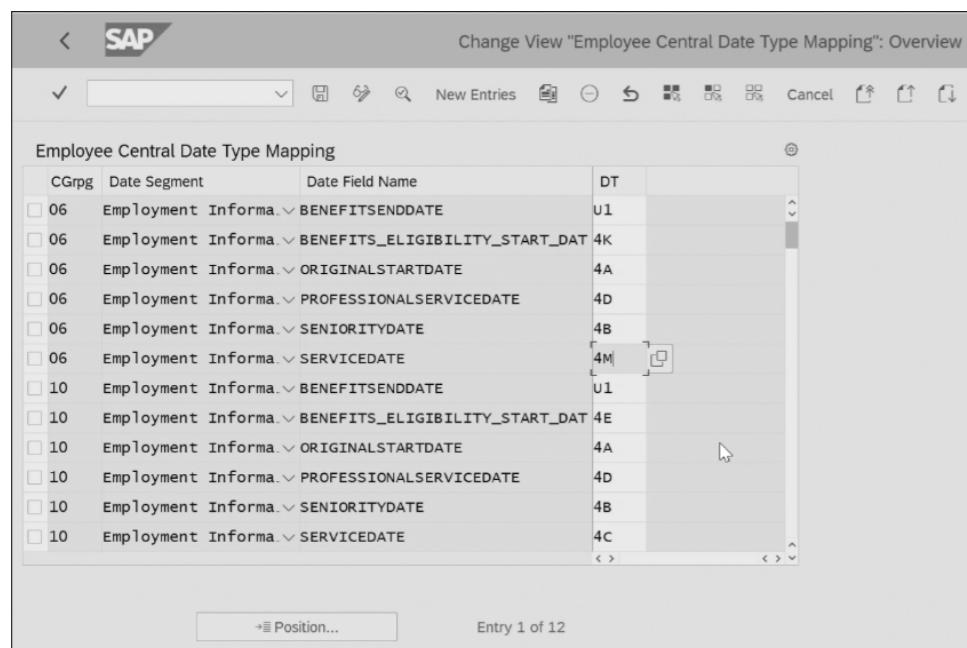 SAP
Change View "Employee Central Date Type Mapping": Overview
New Entries Cancel
Employee Central Date Type Mapping
CGrpg Date Segment Date Field Name DT
06 Employment Informa. BENEFITSENDDATE U1
06 Employment Informa. BENEFITS_ELIGIBILITY_START_DAT 4K
06 Employment Informa. ORIGINALSTARTDATE 4A
06 Employment Informa. PROFESSIONALSERVICEDATE 4D
06 Employment Informa. SENIORITYDATE 4B
06 Employment Informa. SERVICEDATE 4M
10 Employment Informa. BENEFITSENDDATE U1
10 Employment Informa. BENEFITS_ELIGIBILITY_START_DAT 4E
10 Employment Informa. ORIGINALSTARTDATE 4A
10 Employment Informa. PROFESSIONALSERVICEDATE 4D
10 Employment Informa. SENIORITYDATE 4B
10 Employment Informa. SERVICEDATE 4C
Position... Entry 1 of 12